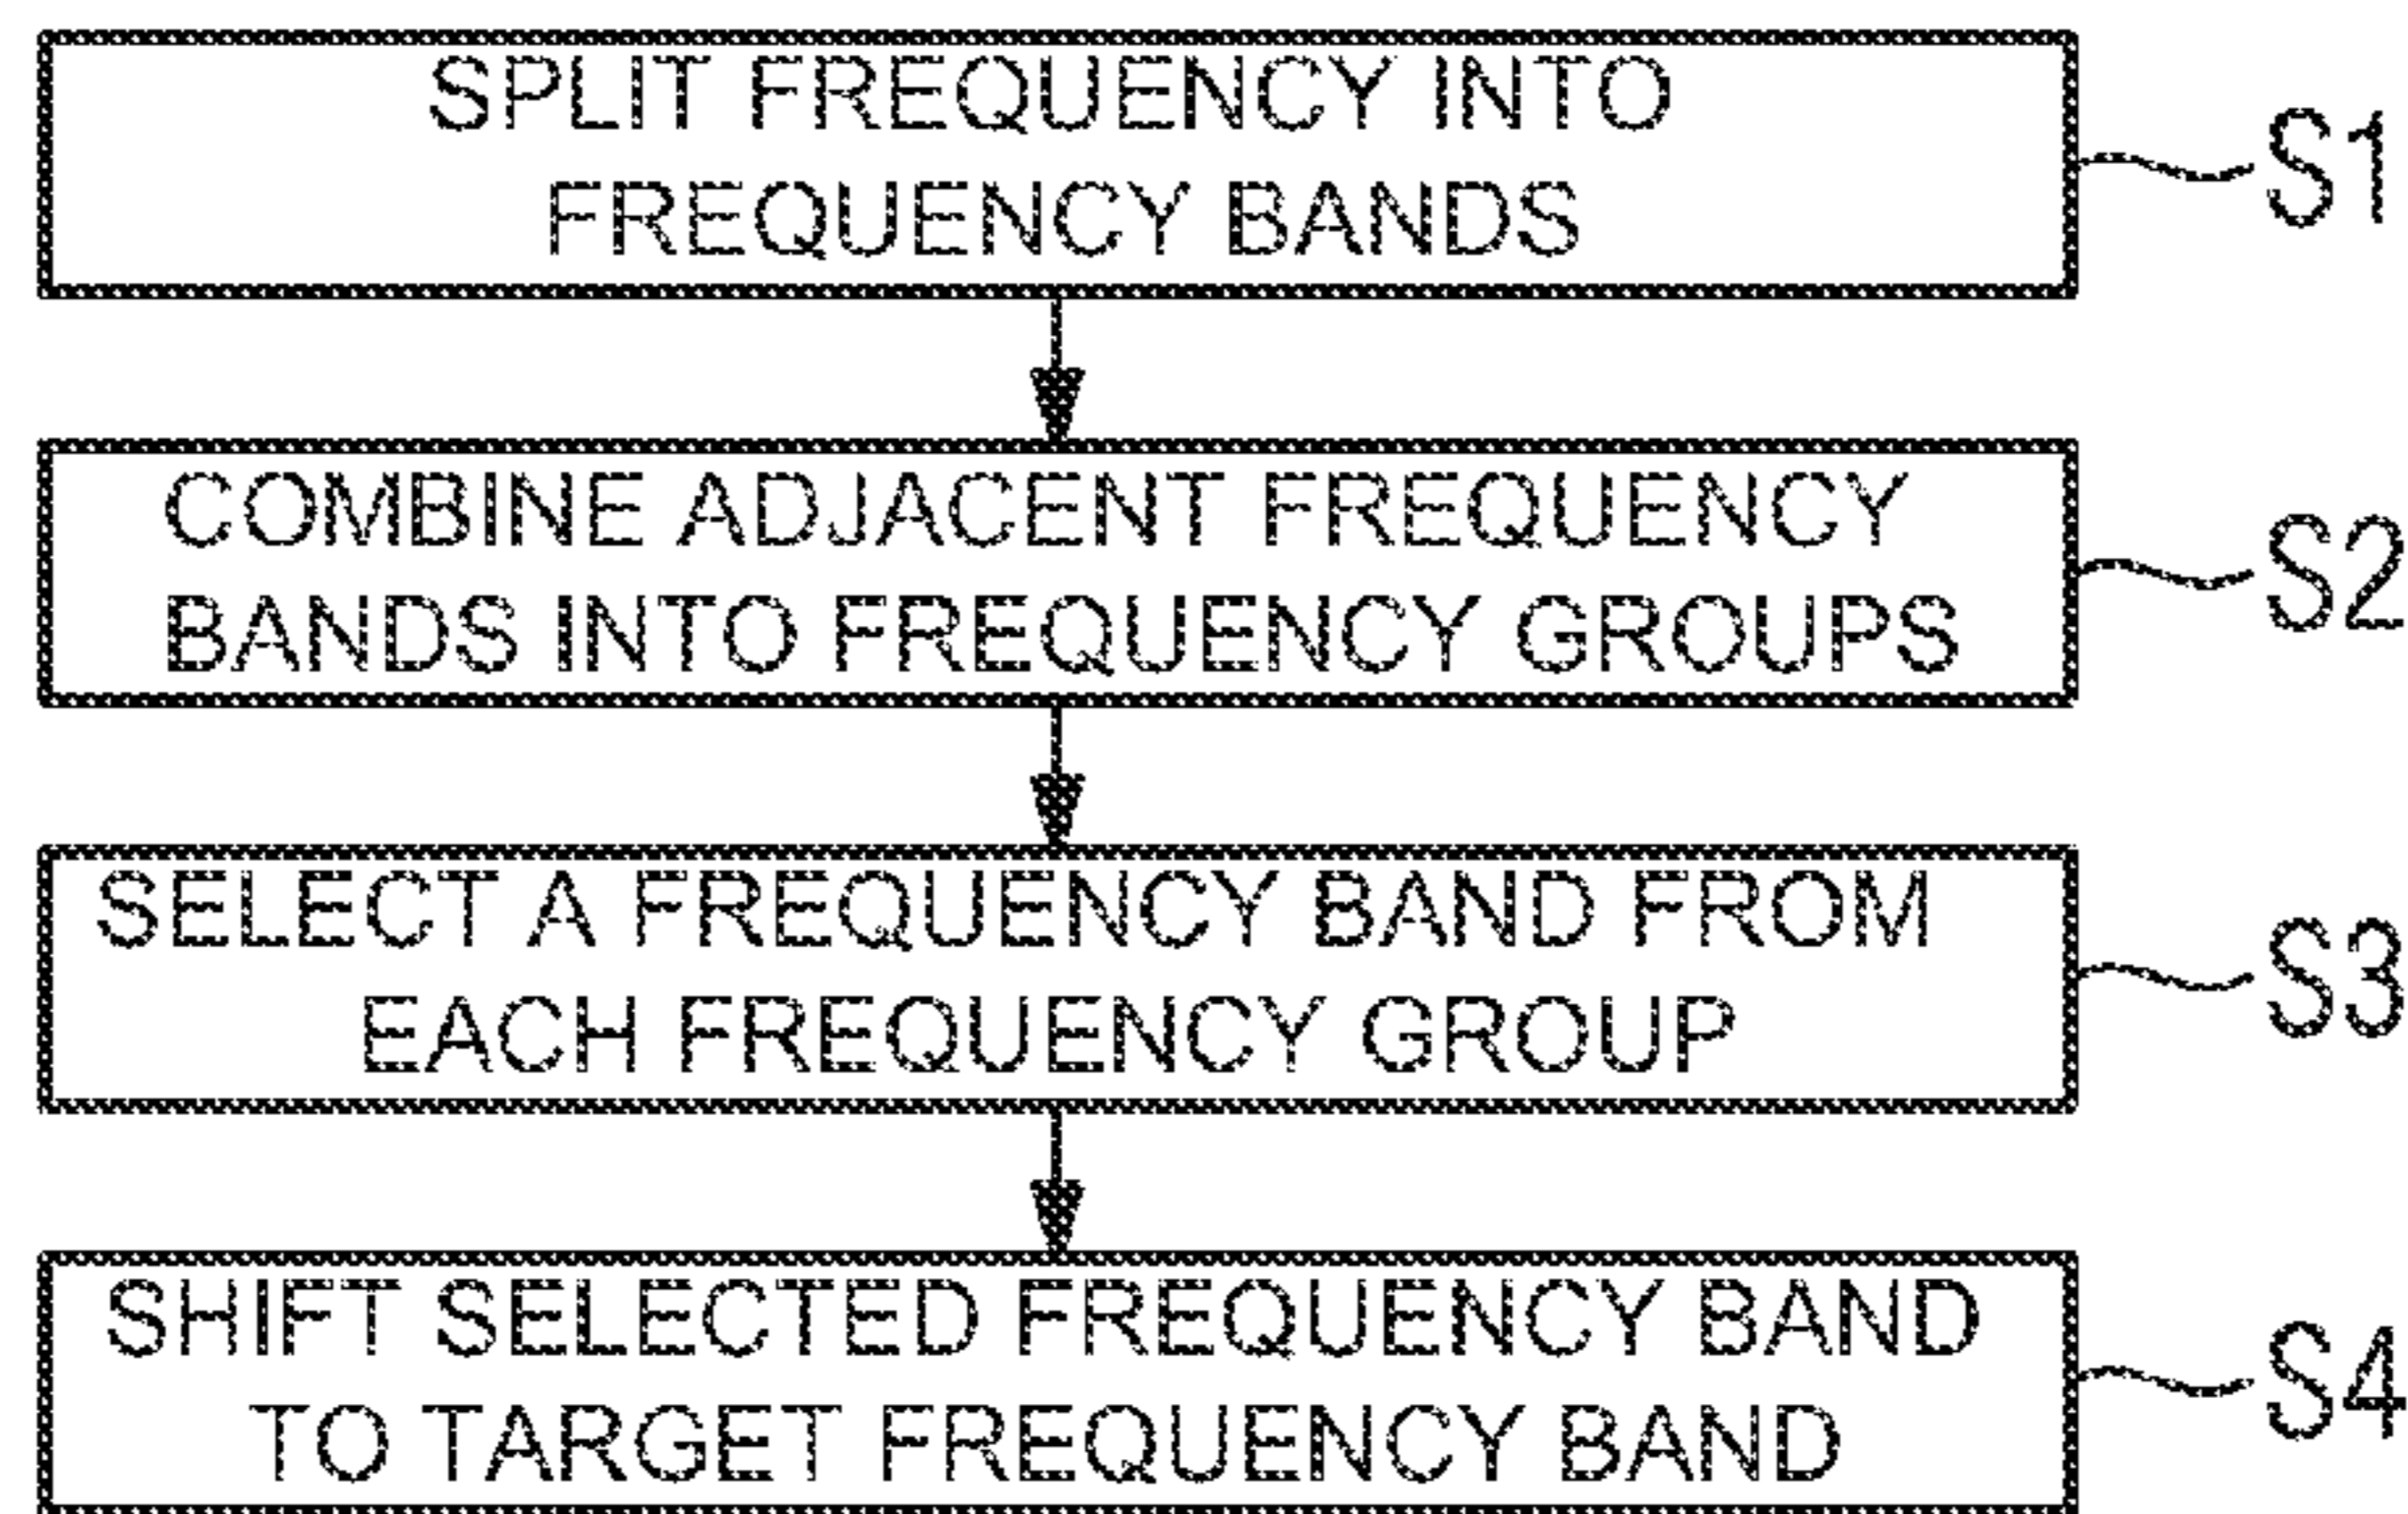 SPLIT FREQUENCY INTO
FREQUENCY BANDS
S1
COMBINE ADJACENT FREQUENCY
BANDS INTO FREQUENCY GROUPS
S2
SELECT A FREQUENCY BAND FROM
EACH FREQUENCY GROUP
S3
SHIFT SELECTED FREQUENCY BAND
TO TARGET FREQUENCY BAND
S4